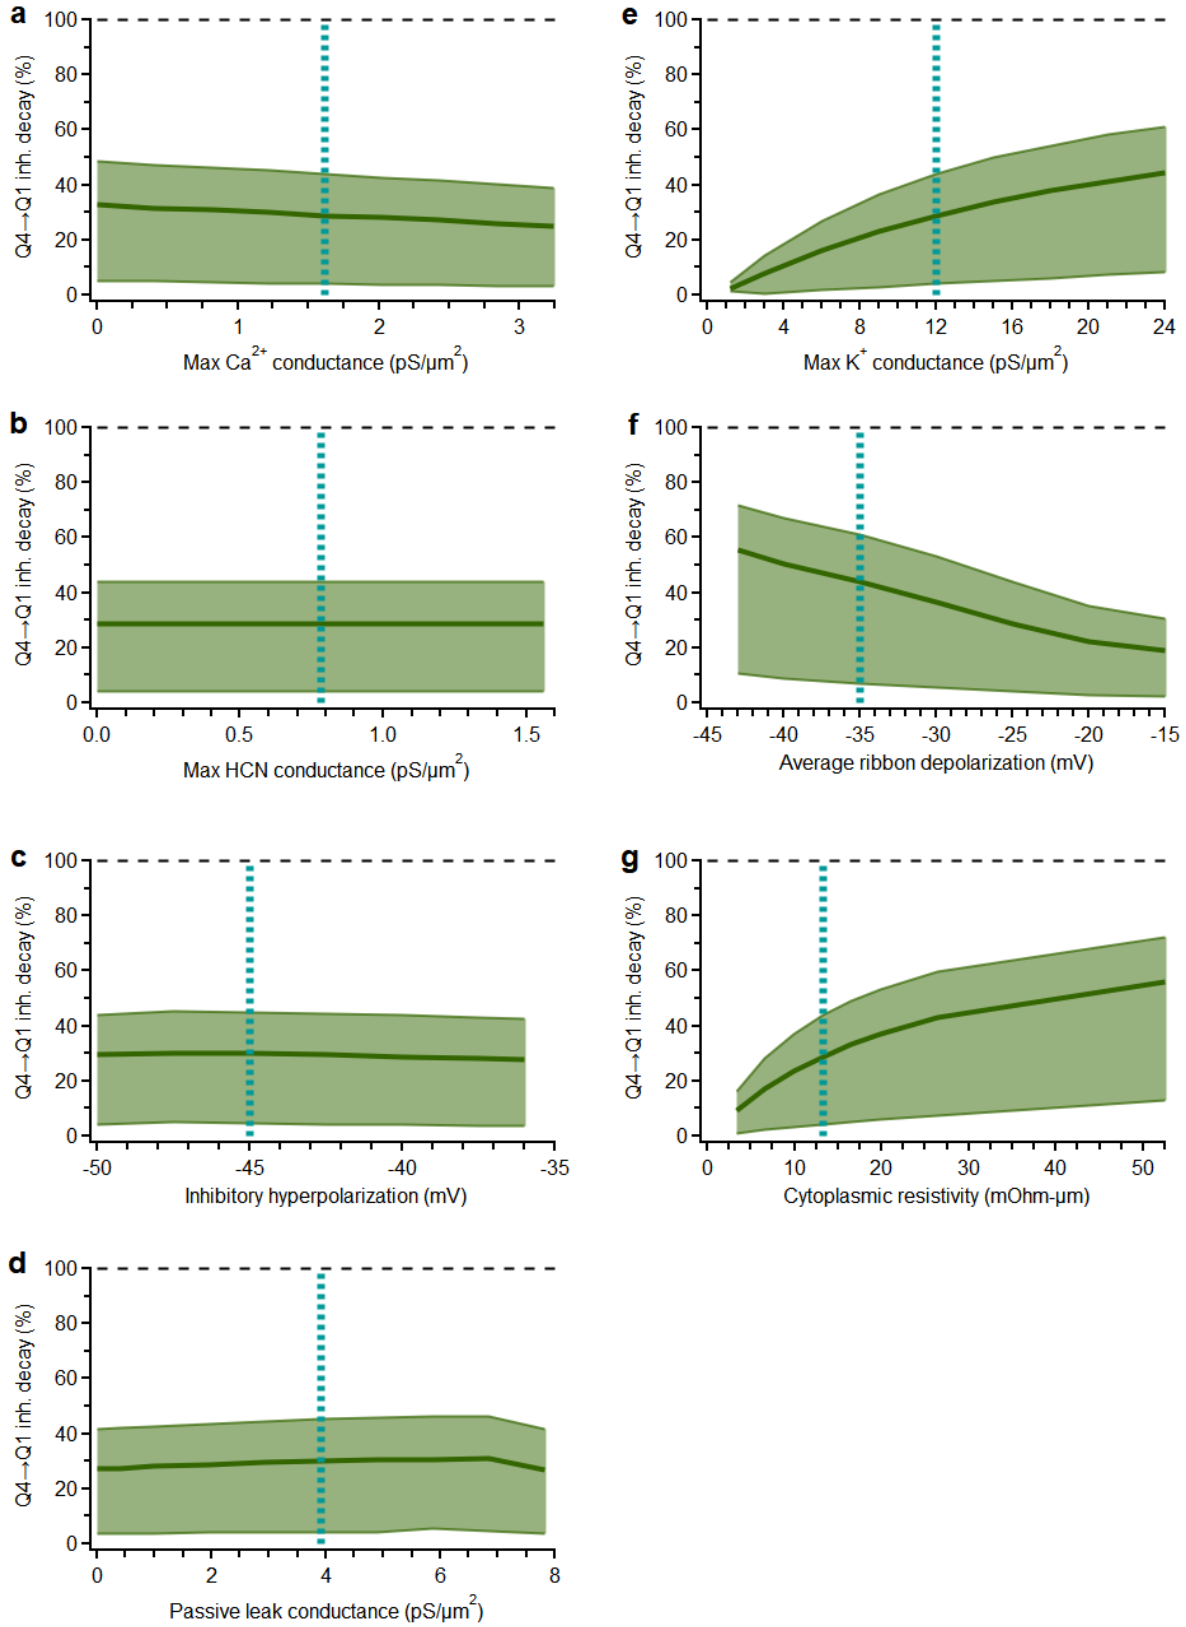 a
100
80
60
40
20
0
Q4→Q1 inh. decay (%)
0 1 2 3
Max Ca2+ conductance (pS/µm2)
e
100
80
60
40
20
0
Q4→Q1 inh. decay (%)
0 4 8 12 16 20 24
Max K+ conductance (pS/µm2)
b
100
80
60
40
20
0
Q4→Q1 inh. decay (%)
0.0 0.5 1.0 1.5
Max HCN conductance (pS/µm2)
f
100
80
60
40
20
0
Q4→Q1 inh. decay (%)
-45 -40 -35 -30 -25 -20 -15
Average ribbon depolarization (mV)
c
100
80
60
40
20
0
Q4→Q1 inh. decay (%)
-50 -45 -40 -35
Inhibitory hyperpolarization (mV)
g
100
80
60
40
20
0
Q4→Q1 inh. decay (%)
0 10 20 30 40 50
Cytoplasmic resistivity (mOhm-µm)
d
100
80
60
40
20
0
Q4→Q1 inh. decay (%)
0 2 4 6 8
Passive leak conductance (pS/µm2)